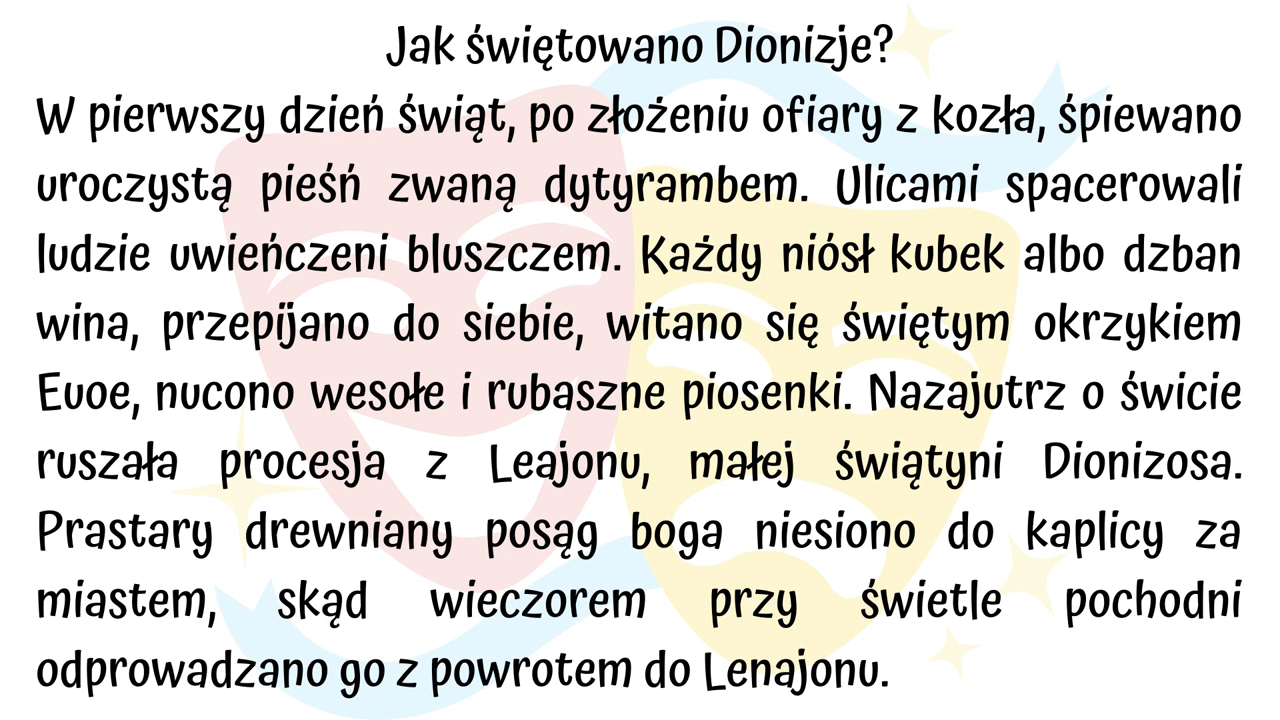 Jak świętowano Dionizje?
W pierwszy dzień świąt, po złożeniu ofiary z kozła, śpiewano
uroczystą pieśń zwaną dytyrambem. Ulicami spacerowali
ludzie uwieńczeni bluszczem. Każdy niósł kubek albo dzban
wina, przepijano do siebie, witano się świętym okrzykiem
Euoe, nucono wesołe i rubaszne piosenki. Nazajutrz o świcie
ruszała procesja z Leajonu, małej świątyni Dionizosa.
Prastary drewniany posąg boga niesiono do kaplicy za
miastem, skąd wieczorem przy świetle pochodni
odprowadzano go z powrotem do Lenajonu.